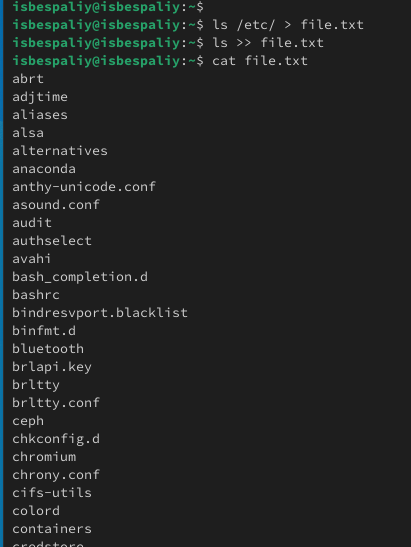 isbespaliy@isbespaliy:~$
isbespaliy@isbespaliy:~$ ls /etc/ > file.txt
isbespaliy@isbespaliy:~$ ls >> file.txt
isbespaliy@isbespaliy:~$ cat file.txt
abrt
adjtime
aliases
alsa
alternatives
anaconda
anthy-unicode.conf
asound.conf
audit
authselect
avahi
bash_completion.d
bashrc
bindresvport.blacklist
binfmt.d
bluetooth
brlapi.key
brltty
brltty.conf
ceph
chkconfig.d
chromium
chrony.conf
cifs-utils
colord
containers
credstore